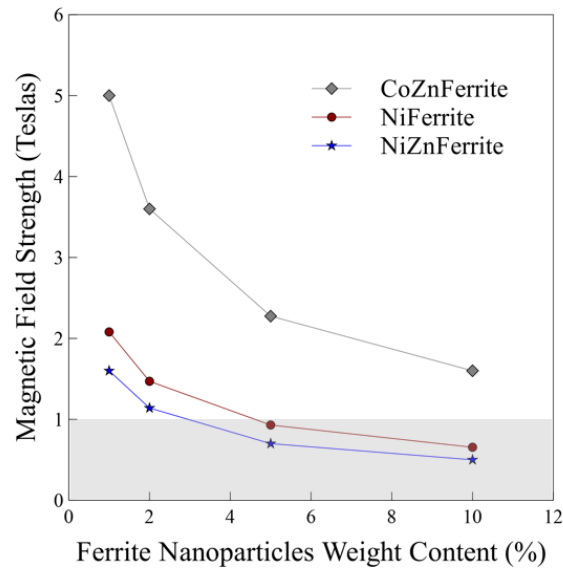 6
5
4
3
2
1
0
0
2
4
6
8
10
12
Magnetic Field Strength (Teslas)
Ferrite Nanoparticles Weight Content (%)
CoZnFerrite
NiFerrite
NiZnFerrite